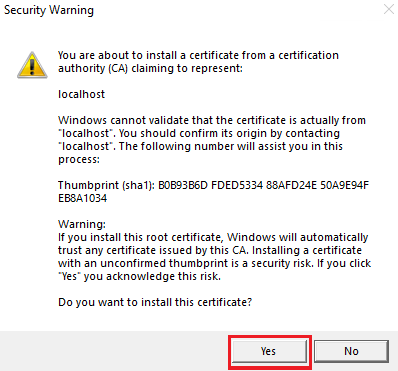 Security Warning
You are about to install a certificate from a certification
authority (CA) claiming to represent:
localhost
Windows cannot validate that the certificate is actually from
"localhost". You should confirm its origin by contacting
"localhost". The following number will assist you in this
process:
Thumbprint (sha1): B0B93B6D FDED5334 88AFD24E 50A9E94F
EB8A1034
Warning:
If you install this root certificate, Windows will automatically
trust any certificate issued by this CA. Installing a certificate
with an unconfirmed thumbprint is a security risk. If you click
"Yes" you acknowledge this risk.
Do you want to install this certificate?
Yes
No